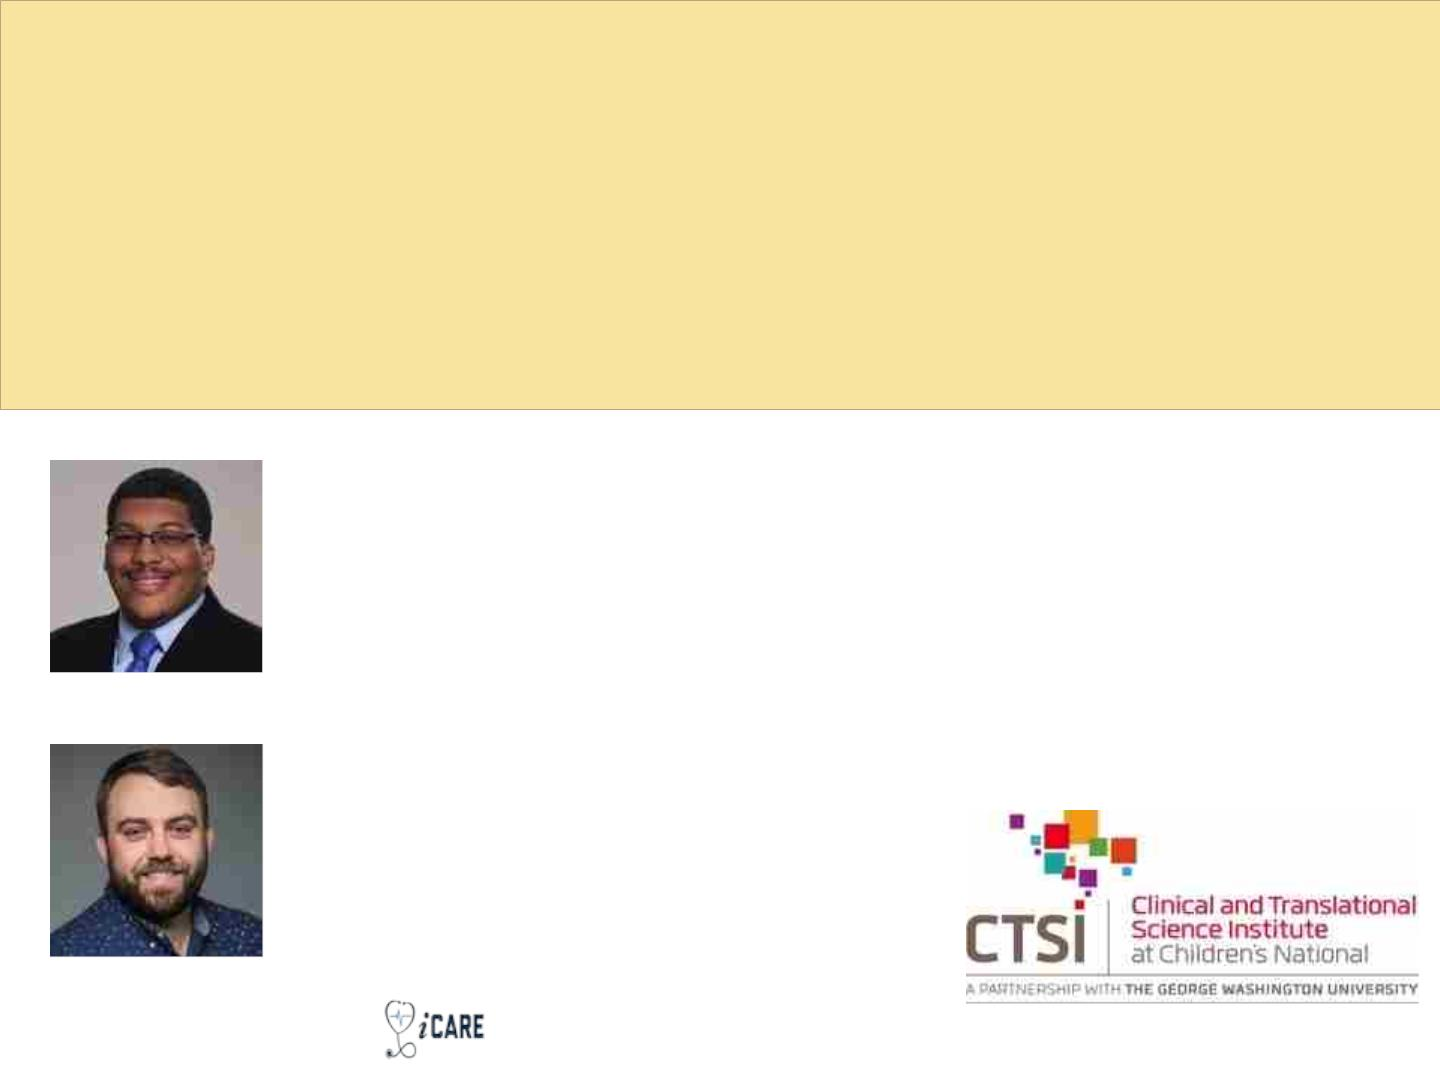 CTSi
Clinical and Translational
Science Institute
at Children's National
A PARTNERSHIP WITH THE GEORGE WASHINGTON UNIVERSITY
iCARE